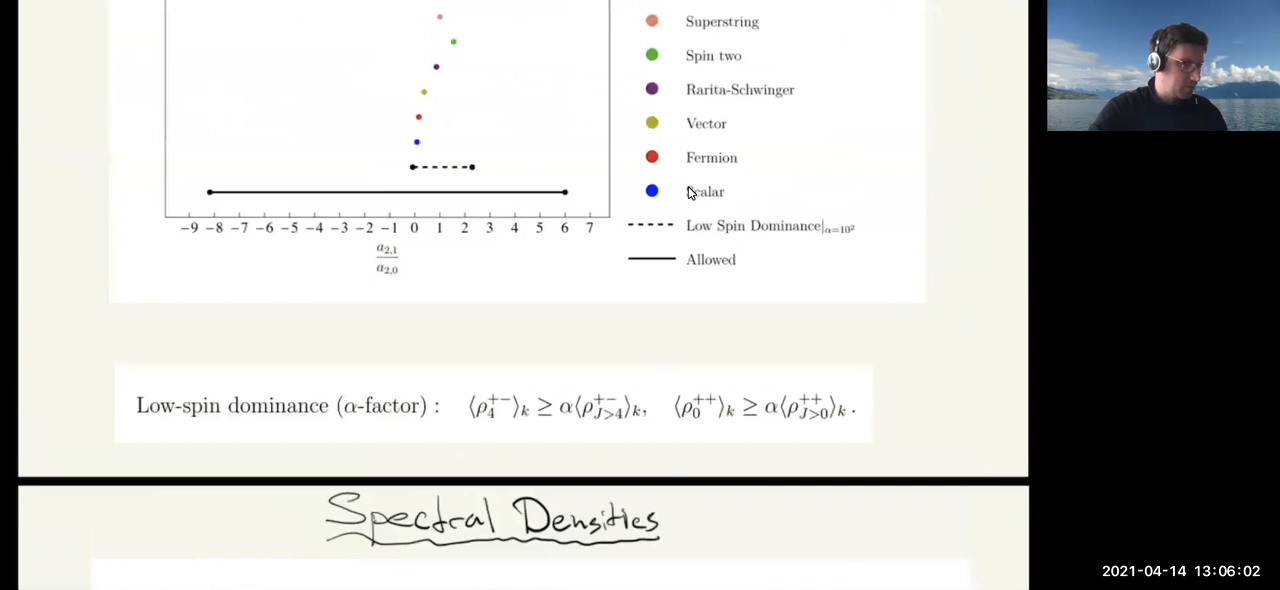 Superstring
Spin two
Rarita-Schwinger
Vector
Fermion
Scalar
Low Spin Dominance|α=10²
Allowed
−9 −8 −7 −6 −5 −4 −3 −2 −1 0 1 2 3 4 5 6 7
a2,1
a2,0
Low-spin dominance (α-factor) : ⟨ρ₄⁺⁻⟩ₖ ≥ α⟨ρ⁺⁻_J>4⟩ₖ, ⟨ρ₀⁺⁺⟩ₖ ≥ α⟨ρ⁺⁺_J>0⟩ₖ .
Spectral Densities
2021-04-14 13:06:02